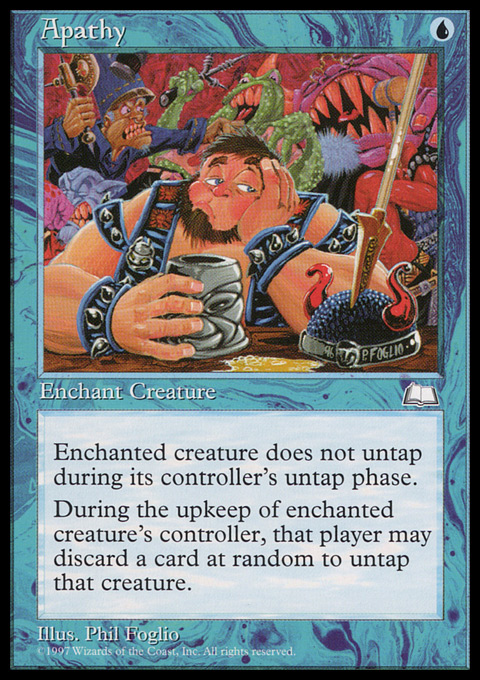 Apathy
96 P.FOGLIO
Enchant Creature
Enchanted creature does not untap
during its controller's untap phase.
During the upkeep of enchanted
creature's controller, that player may
discard a card at random to untap
that creature.
Illus. Phil Foglio
©1997 Wizards of the Coast, Inc. All rights reserved.